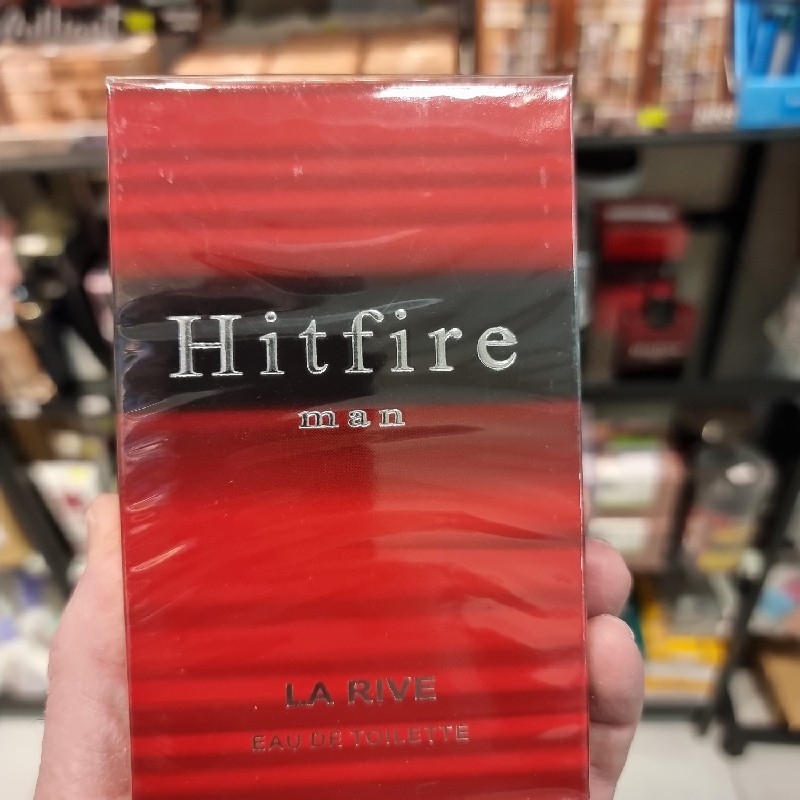 Hitfire
man
LA RIVE
EAU DE TOILETTE